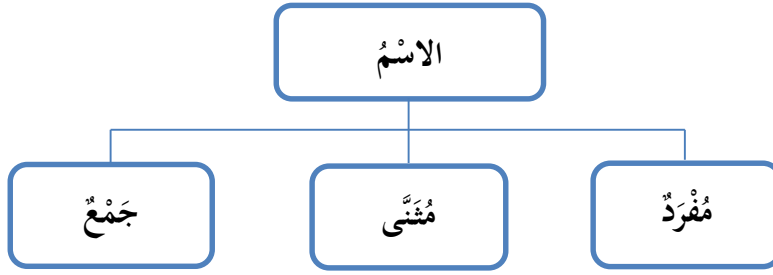 الاسْمُ
مُفْرَدٌ
مُثَنَّى
جَمْعٌ